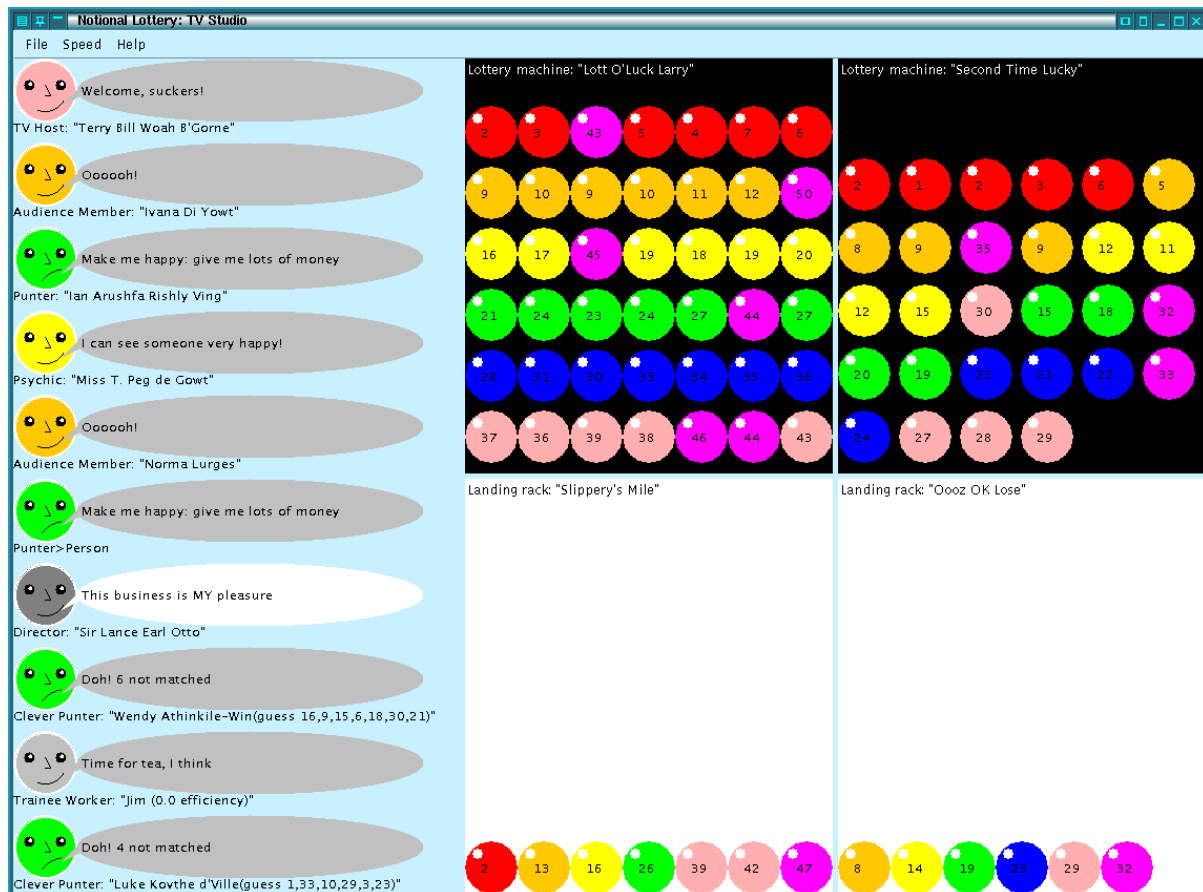 Notional Lottery: TV Studio
File Speed Help
Welcome, suckers!
TV Host: "Terry Bill Woah B'Gorne"
Oooooh!
Audience Member: "Ivana Di Yowt"
Make me happy: give me lots of money
Punter: "Ian Arushfa Rishly Ving"
I can see someone very happy!
Psychic: "Miss T. Peg de Gowt"
Oooooh!
Audience Member: "Norma Lurges"
Make me happy: give me lots of money
Punter>Person
This business is MY pleasure
Director: "Sir Lance Earl Otto"
Doh! 6 not matched
Clever Punter: "Wendy Athinkile-Win(guess 16,9,15,6,18,30,21)"
Time for tea, I think
Trainee Worker: "Jim (0.0 efficiency)"
Doh! 4 not matched
Clever Punter: "Luke Kovthe d'Ville(guess 1,33,10,29,3,23)"
Lottery machine: "Lott O'Luck Larry"
2 3 43 5 4 7 6
9 10 9 10 11 12 50
16 17 45 19 18 19 20
21 24 23 24 27 44 27
28 31 30 33 34 35 36
37 36 39 38 46 44 43
Lottery machine: "Second Time Lucky"
2 1 2 3 6 5
8 9 35 9 12 11
12 15 30 15 18 32
20 19 22 21 22 33
24 27 28 29
Landing rack: "Slippery's Mile"
2 13 16 26 39 42 47
Landing rack: "Oooz OK Lose"
8 14 19 23 29 32